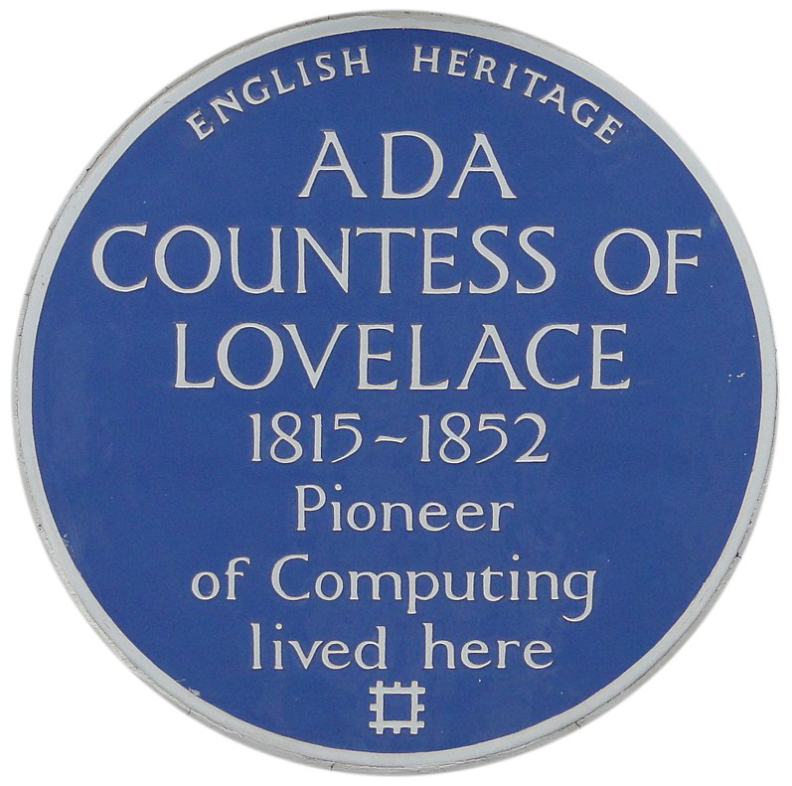 ENGLISH HERITAGE
ADA
COUNTESS OF
LOVELACE
1815~1852
Pioneer
of Computing
lived here